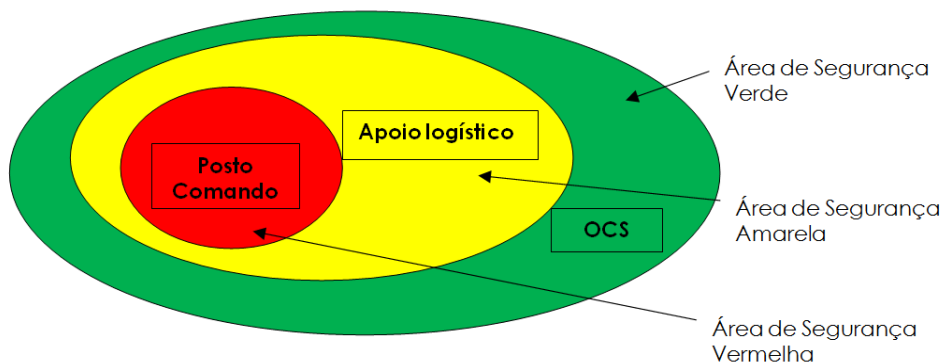 Área de Segurança
Verde
Apoio logístico
Posto
Comando
Área de Segurança
Amarela
OCS
Área de Segurança
Vermelha